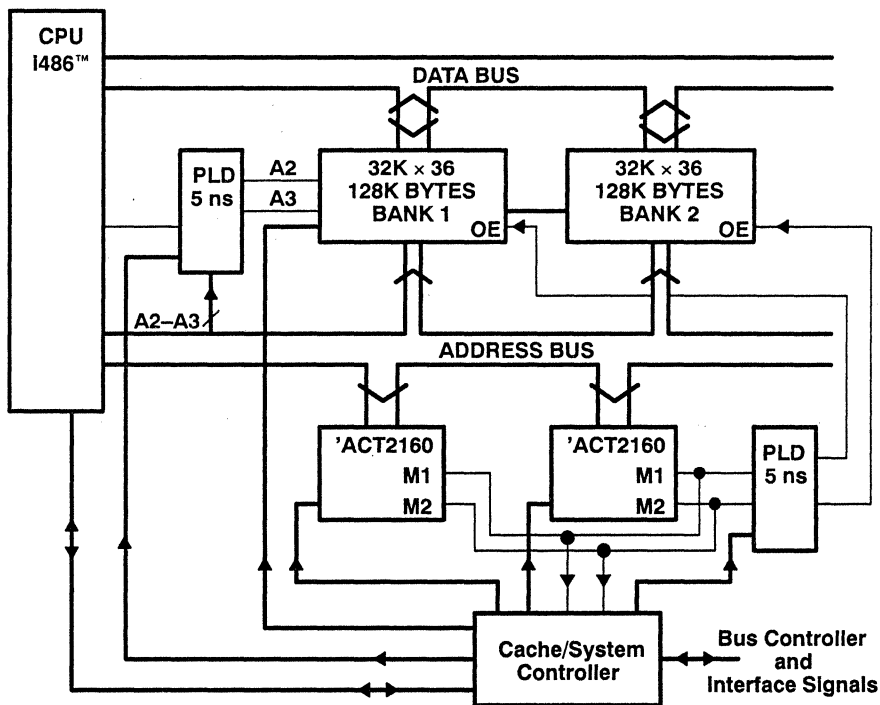 CPU
i486™
DATA BUS
PLD
5 ns
A2
A3
32K × 36
128K BYTES
BANK 1
OE
32K × 36
128K BYTES
BANK 2
OE
A2–A3
ADDRESS BUS
'ACT2160
M1
M2
'ACT2160
M1
M2
PLD
5 ns
Cache/System
Controller
Bus Controller
and
Interface Signals